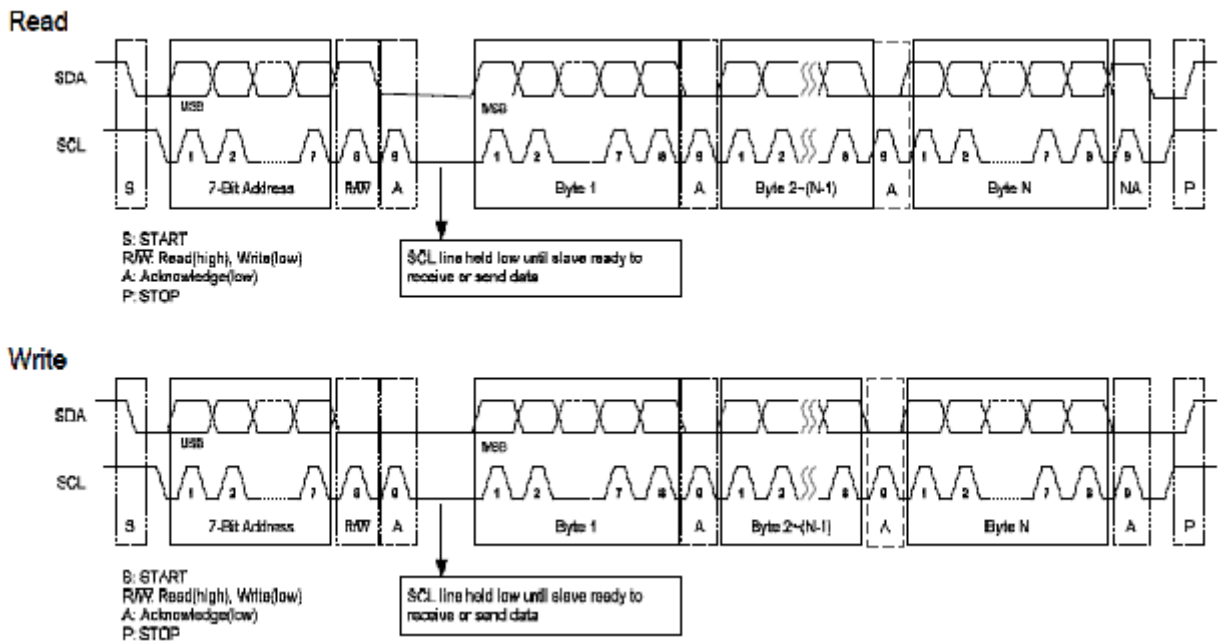 Read
SDA
MSB MSB
SCL
1 2 ........ 7 8 9 1 2 7 8 9 1 2 8 9 1 2 ........ 7 8 9
S 7-Bit Address R/W A Byte 1 A Byte 2~(N-1) A Byte N NA P
S: START
R/W: Read(high), Write(low)
A: Acknowledge(low)
P: STOP
SCL line held low until slave ready to
receive or send data
Write
SDA
MSB MSB
SCL
1 2 ........ 7 8 9 1 2 7 8 9 1 2 8 9 1 2 ........ 7 8 9
S 7-Bit Address R/W A Byte 1 A Byte 2~(N-1) A Byte N A P
S: START
R/W: Read(high), Write(low)
A: Acknowledge(low)
P: STOP
SCL line held low until slave ready to
receive or send data